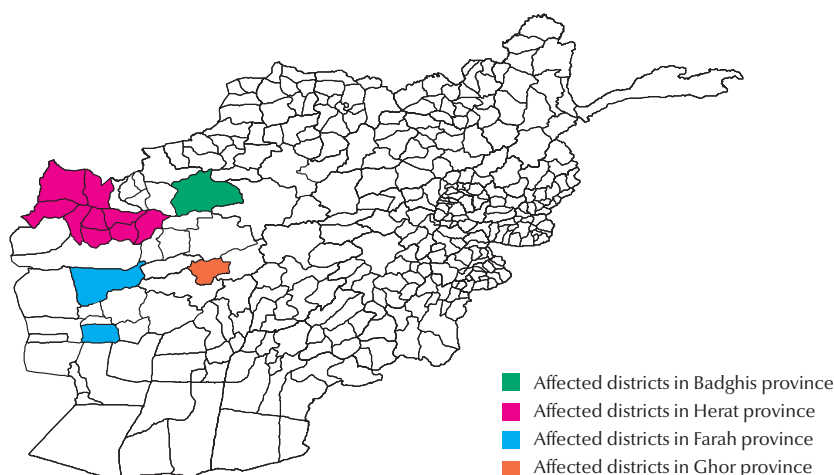 Affected districts in Badghis province
Affected districts in Herat province
Affected districts in Farah province
Affected districts in Ghor province